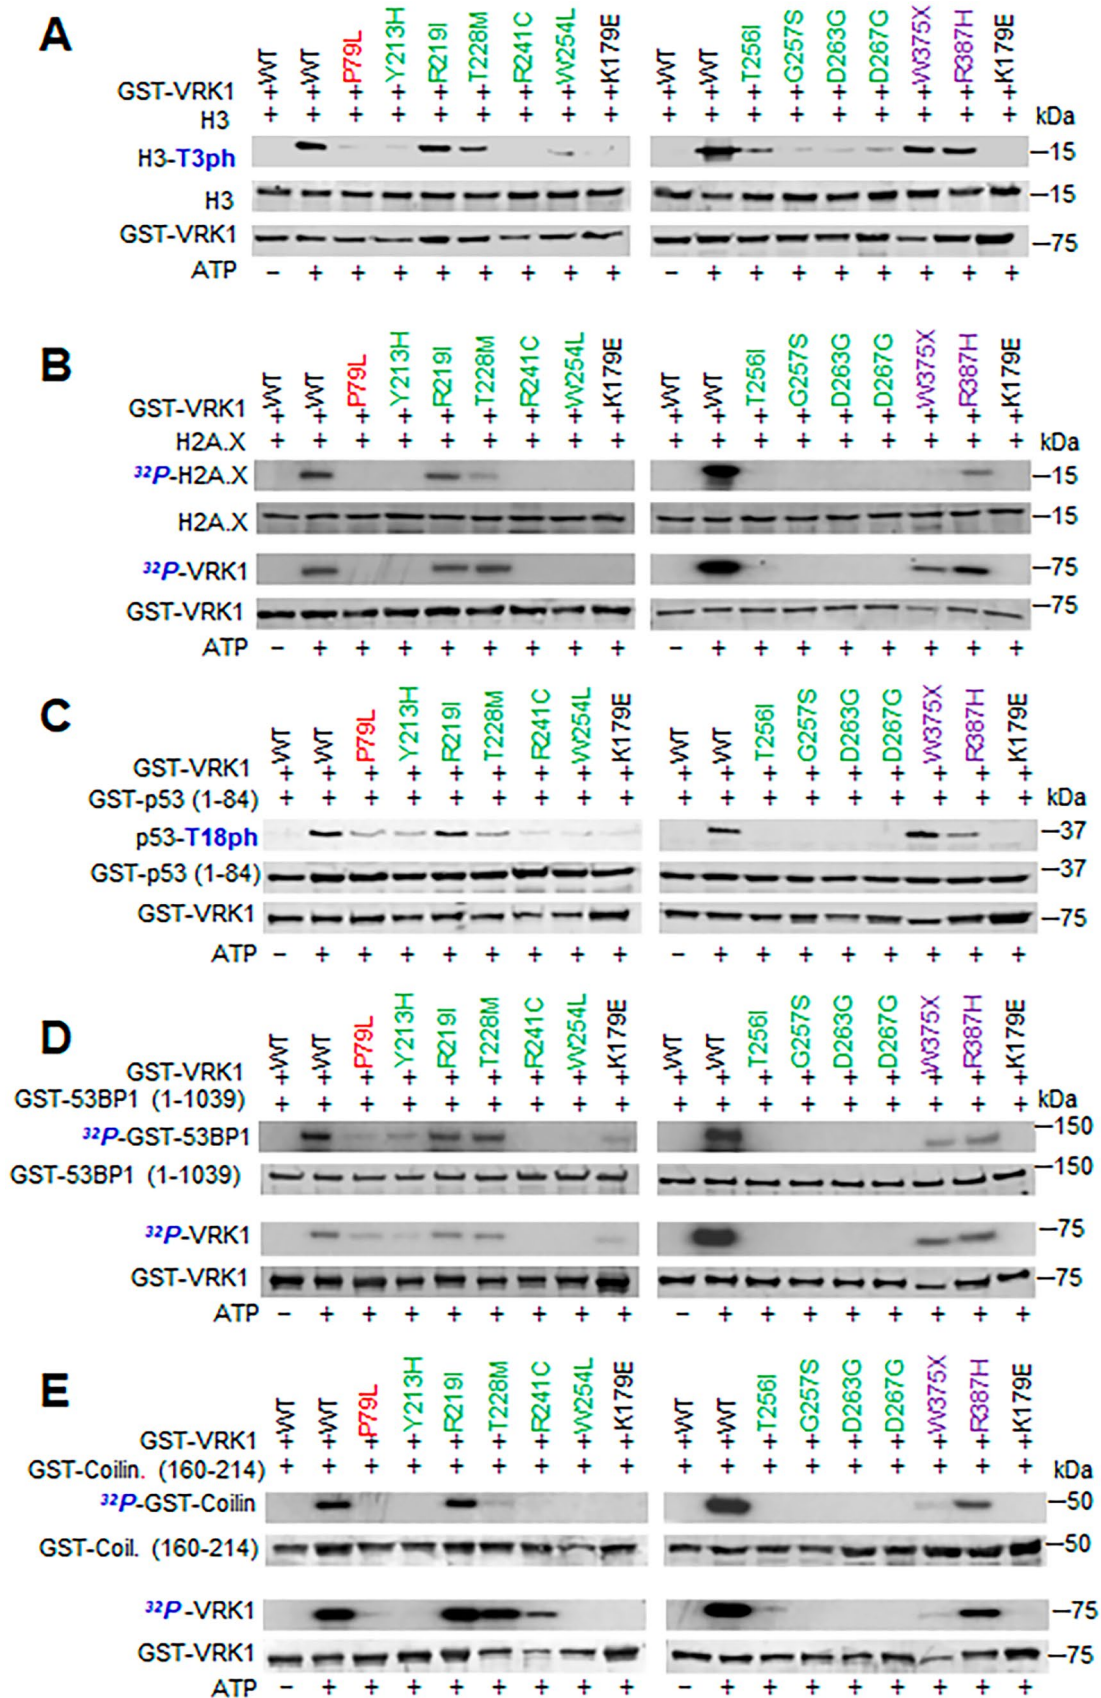 A
WT WT P79L Y213H R219I T228M R241C W254L K179E WT WT T256I G257S D263G D267G W375X R387H K179E
GST-VRK1 + + + + + + + + + + + + + + + + + +
H3 + + + + + + + + + + + + + + + + + + kDa
H3-T3ph –15
H3 –15
GST-VRK1 –75
ATP – + + + + + + + + – + + + + + + + +
B
WT WT P79L Y213H R219I T228M R241C W254L K179E WT WT T256I G257S D263G D267G W375X R387H K179E
GST-VRK1 + + + + + + + + + + + + + + + + + +
H2A.X + + + + + + + + + + + + + + + + + + kDa
32P-H2A.X –15
H2A.X –15
32P-VRK1 –75
GST-VRK1 –75
ATP – + + + + + + + + – + + + + + + + +
C
WT WT P79L Y213H R219I T228M R241C W254L K179E WT WT T256I G257S D263G D267G W375X R387H K179E
GST-VRK1 + + + + + + + + + + + + + + + + + +
GST-p53 (1-84) + + + + + + + + + + + + + + + + + + kDa
p53-T18ph –37
GST-p53 (1-84) –37
GST-VRK1 –75
ATP – + + + + + + + + – + + + + + + + +
D
WT WT P79L Y213H R219I T228M R241C W254L K179E WT WT T256I G257S D263G D267G W375X R387H K179E
GST-VRK1 + + + + + + + + + + + + + + + + + +
GST-53BP1 (1-1039) + + + + + + + + + + + + + + + + + + kDa
32P-GST-53BP1 –150
GST-53BP1 (1-1039) –150
32P-VRK1 –75
GST-VRK1 –75
ATP – + + + + + + + + – + + + + + + + +
E
WT WT P79L Y213H R219I T228M R241C W254L K179E WT WT T256I G257S D263G D267G W375X R387H K179E
GST-VRK1 + + + + + + + + + + + + + + + + + +
GST-Coilin. (160-214) + + + + + + + + + + + + + + + + + + kDa
32P-GST-Coilin –50
GST-Coil. (160-214) –50
32P -VRK1 –75
GST-VRK1 –75
ATP – + + + + + + + + – + + + + + + + +